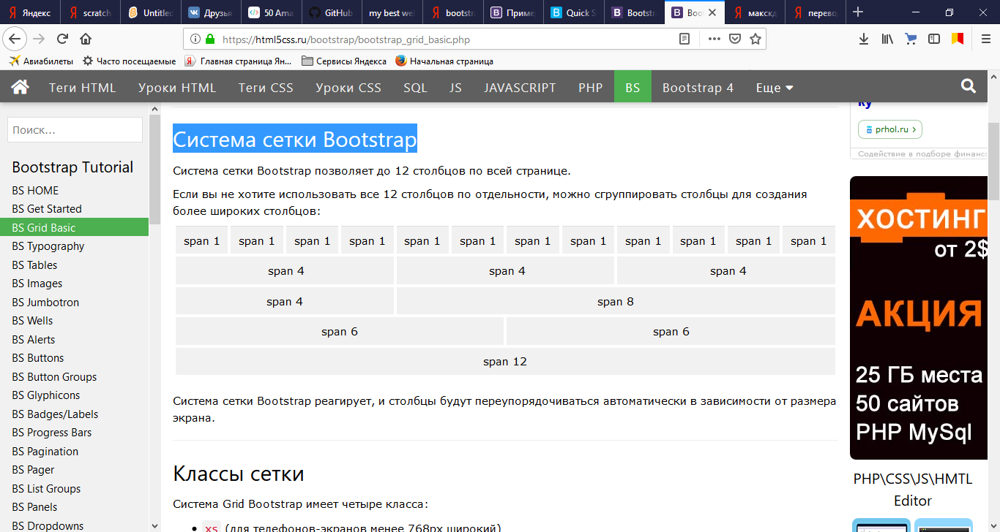 Яндекс
scratch
Untitled
Друзья
50 Ama
GitHub
my best we
bootstra
Приме
Quick S
Bootstr
Boo
макскд
перево
https://html5css.ru/bootstrap/bootstrap_grid_basic.php
Авиабилеты
Часто посещаемые
Главная страница Ян...
Сервисы Яндекса
Начальная страница
Теги HTML
Уроки HTML
Теги CSS
Уроки CSS
SQL
JS
JAVASCRIPT
PHP
BS
Bootstrap 4
Еще
Поиск...
Bootstrap Tutorial
BS HOME
BS Get Started
BS Grid Basic
BS Typography
BS Tables
BS Images
BS Jumbotron
BS Wells
BS Alerts
BS Buttons
BS Button Groups
BS Glyphicons
BS Badges/Labels
BS Progress Bars
BS Pagination
BS Pager
BS List Groups
BS Panels
BS Dropdowns
Система сетки Bootstrap
Система сетки Bootstrap позволяет до 12 столбцов по всей странице.
Если вы не хотите использовать все 12 столбцов по отдельности, можно сгруппировать столбцы для создания
более широких столбцов:
span 1 span 1 span 1 span 1 span 1 span 1 span 1 span 1 span 1 span 1 span 1 span 1
span 4 span 4 span 4
span 4 span 8
span 6 span 6
span 12
Система сетки Bootstrap реагирует, и столбцы будут переупорядочиваться автоматически в зависимости от размера
экрана.
Классы сетки
Система Grid Bootstrap имеет четыре класса:
xs (для телефонов-экранов менее 768px широкий)
ку
prhol.ru
Содействие в подборе финанс
ХОСТИНГ
от 2$
АКЦИЯ
25 ГБ места
50 сайтов
PHP MySql
PHP\CSS\JS\HMTL
Editor